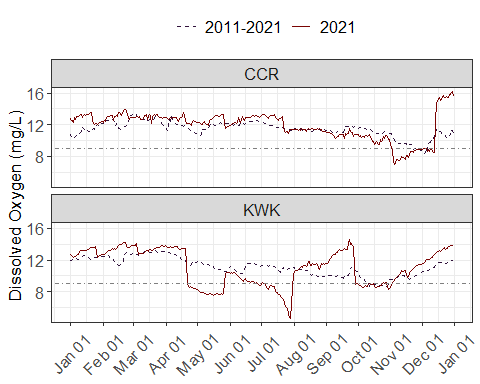 2011-2021 2021
CCR
16
12
8
KWK
16
12
8
Dissolved Oxygen (mg/L)
Jan 01 Feb 01 Mar 01 Apr 01 May 01 Jun 01 Jul 01 Aug 01 Sep 01 Oct 01 Nov 01 Dec 01 Jan 01